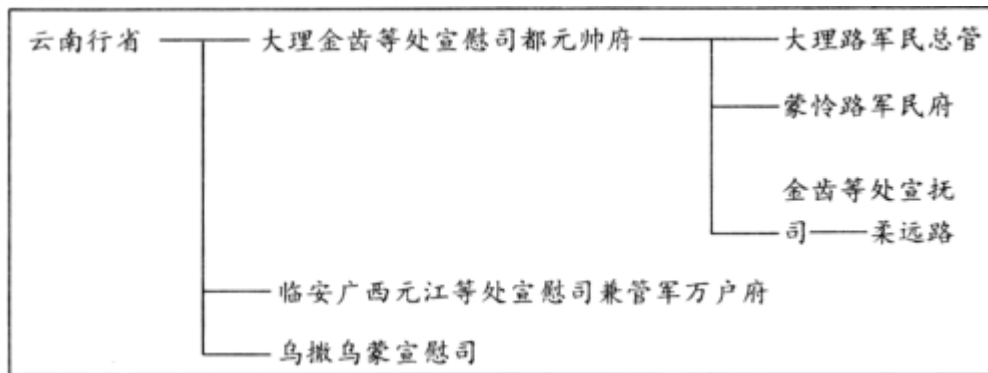 云南行省 大理金齿等处宣慰司都元帅府 大理路军民总管
蒙怜路军民府
金齿等处宣抚
司 柔远路
临安广西元江等处宣慰司兼管军万户府
乌撒乌蒙宣慰司